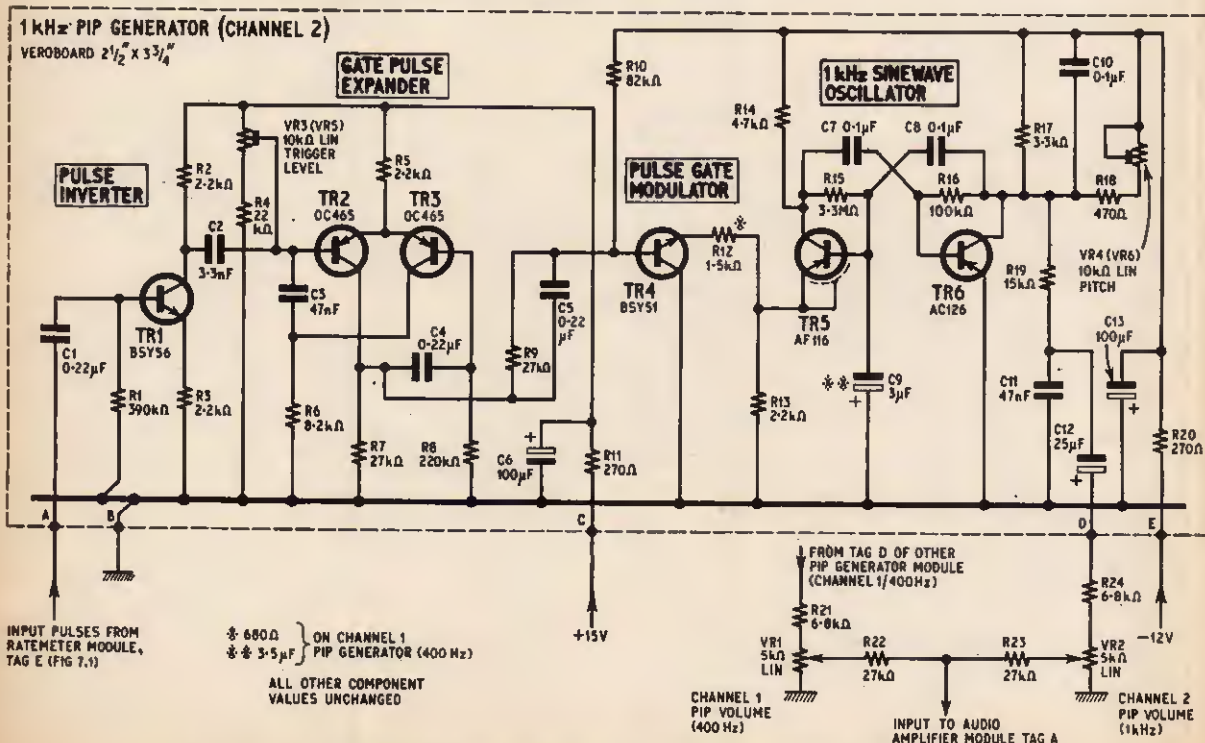 1kHz PIP GENERATOR (CHANNEL 2)
VEROBOARD 2 1/2" X 3 3/4"
PULSE
INVERTER
GATE PULSE
EXPANDER
PULSE GATE
MODULATOR
1kHz SINEWAVE
OSCILLATOR
C1
0·22μF
R1
390kΩ
TR1
BSY56
R2
2·2kΩ
R3
2·2kΩ
C2
3·3nF
VR3 (VR5)
10kΩ LIN
TRIGGER
LEVEL
R4
22
kΩ
C3
47nF
R5
2·2kΩ
TR2
OC465
TR3
OC465
R6
8·2kΩ
C4
0·22μF
R7
27kΩ
R8
220kΩ
C6
100μF
+
R9
27kΩ
C5
0·22
μF
R10
82kΩ
R11
270Ω
TR4
BSY51
R12
1·5kΩ
※
R13
2·2kΩ
R14
4·7kΩ
C7 0·1μF
C8 0·1μF
R15
3·3MΩ
R16
100kΩ
TR5
AF116
TR6
AC126
※※
C9
3μF
+
R17
3·3kΩ
C10
0·1μF
R18
470Ω
VR4 (VR6)
10kΩ LIN
PITCH
R19
15kΩ
C11
47nF
C12
25μF
+
C13
100μF
+
R20
270Ω
A
B
C
D
E
INPUT PULSES FROM
RATEMETER MODULE,
TAG E (FIG 7.1)
※ 680Ω
※※ 3·5μF
} ON CHANNEL 1
PIP GENERATOR (400 Hz)
ALL OTHER COMPONENT
VALUES UNCHANGED
+15V
FROM TAG D OF OTHER
PIP GENERATOR MODULE
(CHANNEL 1/400Hz)
R21
6·8kΩ
VR1
5kΩ
LIN
R22
27kΩ
R23
27kΩ
R24
6·8kΩ
VR2
5kΩ
LIN
-12V
CHANNEL 1
PIP VOLUME
(400 Hz)
INPUT TO AUDIO
AMPLIFIER MODULE TAG A
CHANNEL 2
PIP VOLUME
(1kHz)